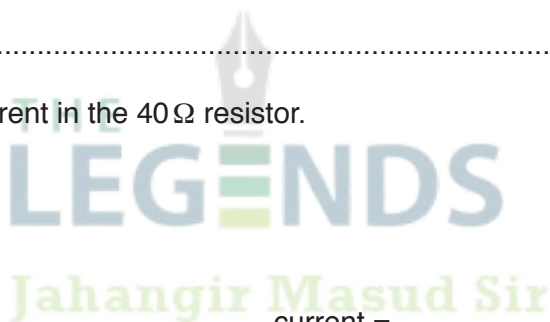 ..........................................................................................
rent in the 40 Ω resistor.
THE
LEGENDS
Jahangir Masud Sir
current =